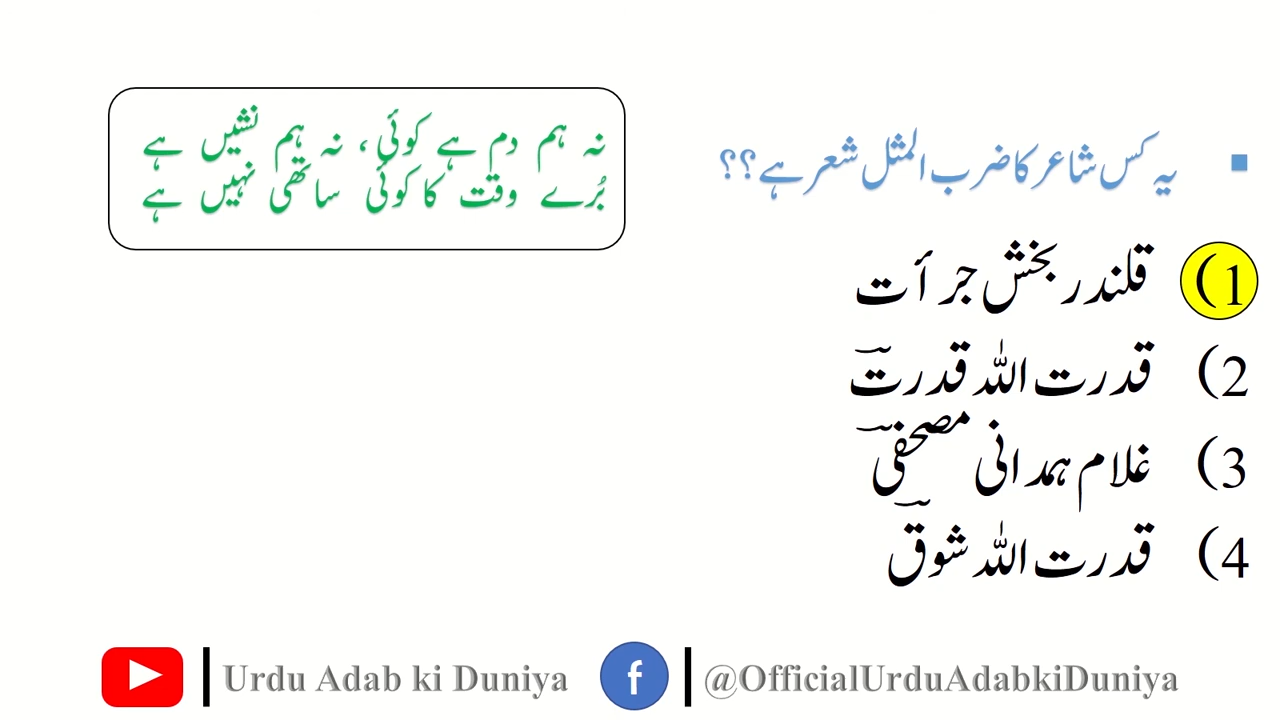 یہ کس شاعر کا ضرب المثل شعر ہے؟؟
نہ ہم دم ہے کوئی، نہ ہم نشیں ہے
بُرے وقت کا کوئی ساتھی نہیں ہے
1) قلندر بخش جرأت
2) قدرت اللہ قدرتؔ
3) غلام ہمدانی مصحفیؔ
4) قدرت اللہ شوقؔ
Urdu Adab ki Duniya
@OfficialUrduAdabkiDuniya